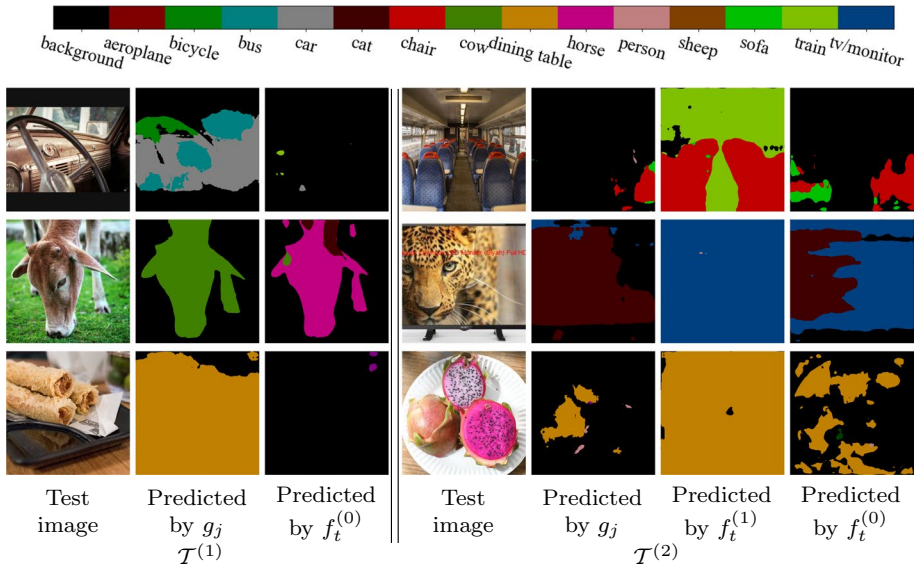 background aeroplane bicycle bus car cat chair cow dining table horse person sheep sofa train tv/monitor
Test image
Predicted by g_j
Predicted by f_t^{(0)}
\mathcal{T}^{(1)}
Test image
Predicted by g_j
Predicted by f_t^{(1)}
Predicted by f_t^{(0)}
\mathcal{T}^{(2)}